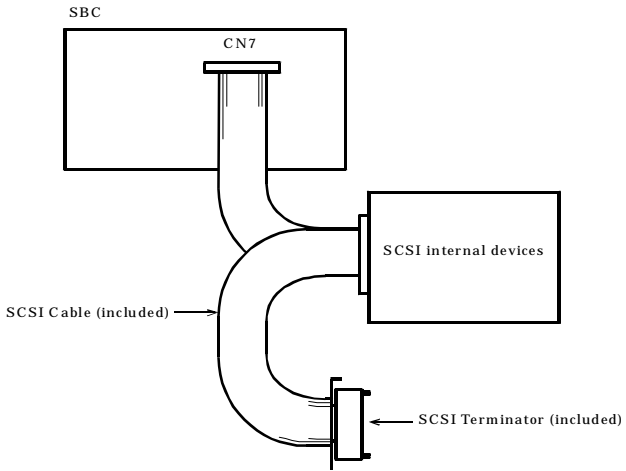 SBC
CN7
SCSI internal devices
SCSI Cable (included)
SCSI Terminator (included)